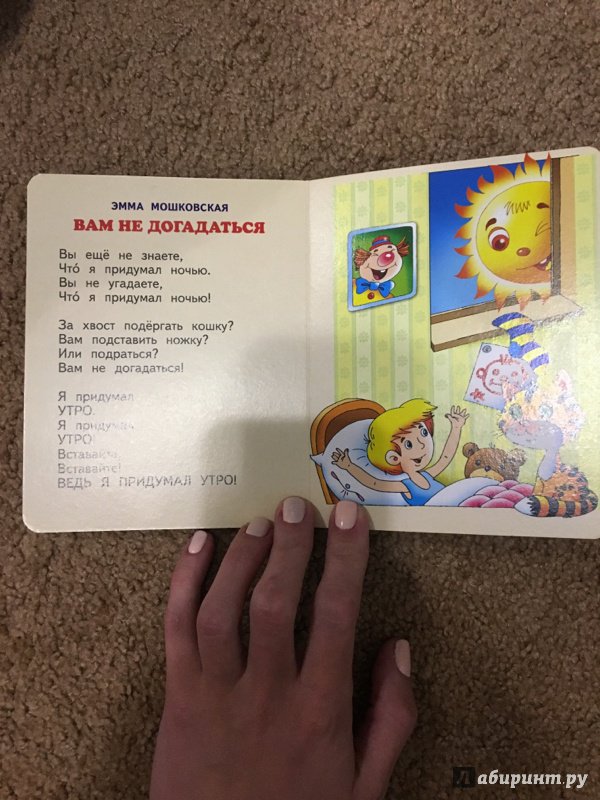 ЭММА МОШКОВСКАЯ
ВАМ НЕ ДОГАДАТЬСЯ
Вы ещё не знаете,
Что́ я придумал ночью.
Вы не угадаете,
Что́ я придумал ночью!
За хвост подёргать кошку?
Вам подставить ножку?
Или подраться?
Вам не догадаться!
Я придумал
УТРО.
Я придумал
УТРО!
Вставайте,
Вставайте!
ВЕДЬ Я ПРИДУМАЛ УТРО!
Лабиринт.ру